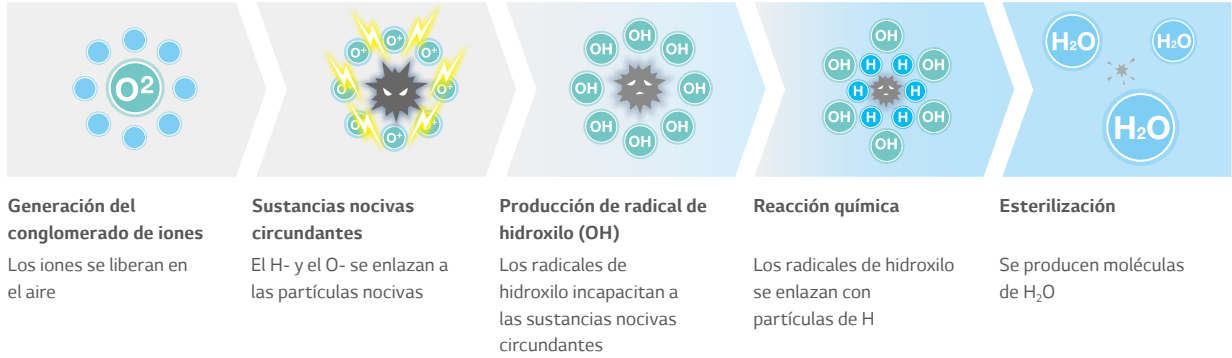 O²
O⁺ O⁺ O⁺ O⁺ O⁺ O⁺ O⁺ O⁺
OH OH OH OH OH OH OH OH
OH
OH H H OH
H H
OH H H OH
OH
H₂O H₂O
H₂O
Generación del
conglomerado de iones
Los iones se liberan en
el aire
Sustancias nocivas
circundantes
El H- y el O- se enlazan a
las partículas nocivas
Producción de radical de
hidroxilo (OH)
Los radicales de
hidroxilo incapacitan a
las sustancias nocivas
circundantes
Reacción química
Los radicales de hidroxilo
se enlazan con
partículas de H
Esterilización
Se producen moléculas
de H₂O